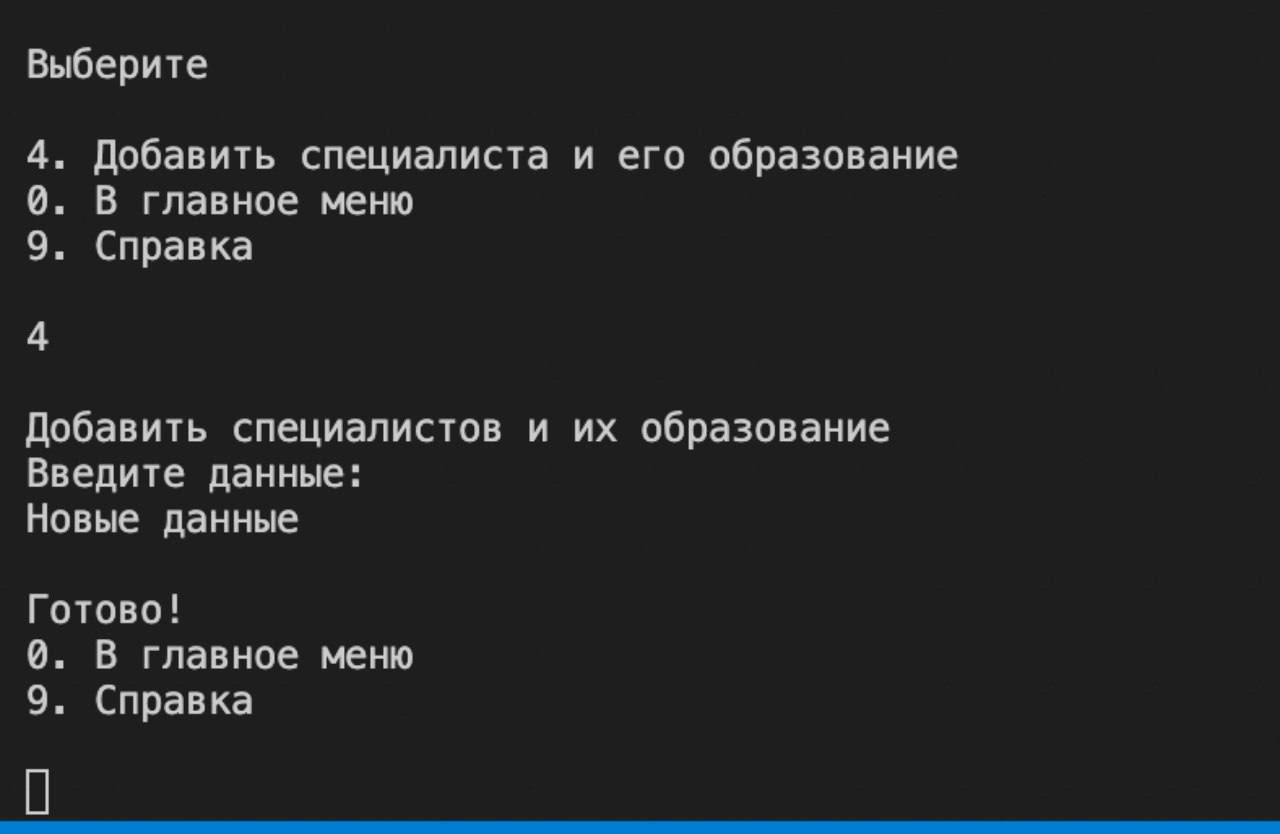 Выберите
4. Добавить специалиста и его образование
0. В главное меню
9. Справка
4
Добавить специалистов и их образование
Введите данные:
Новые данные
Готово!
0. В главное меню
9. Справка